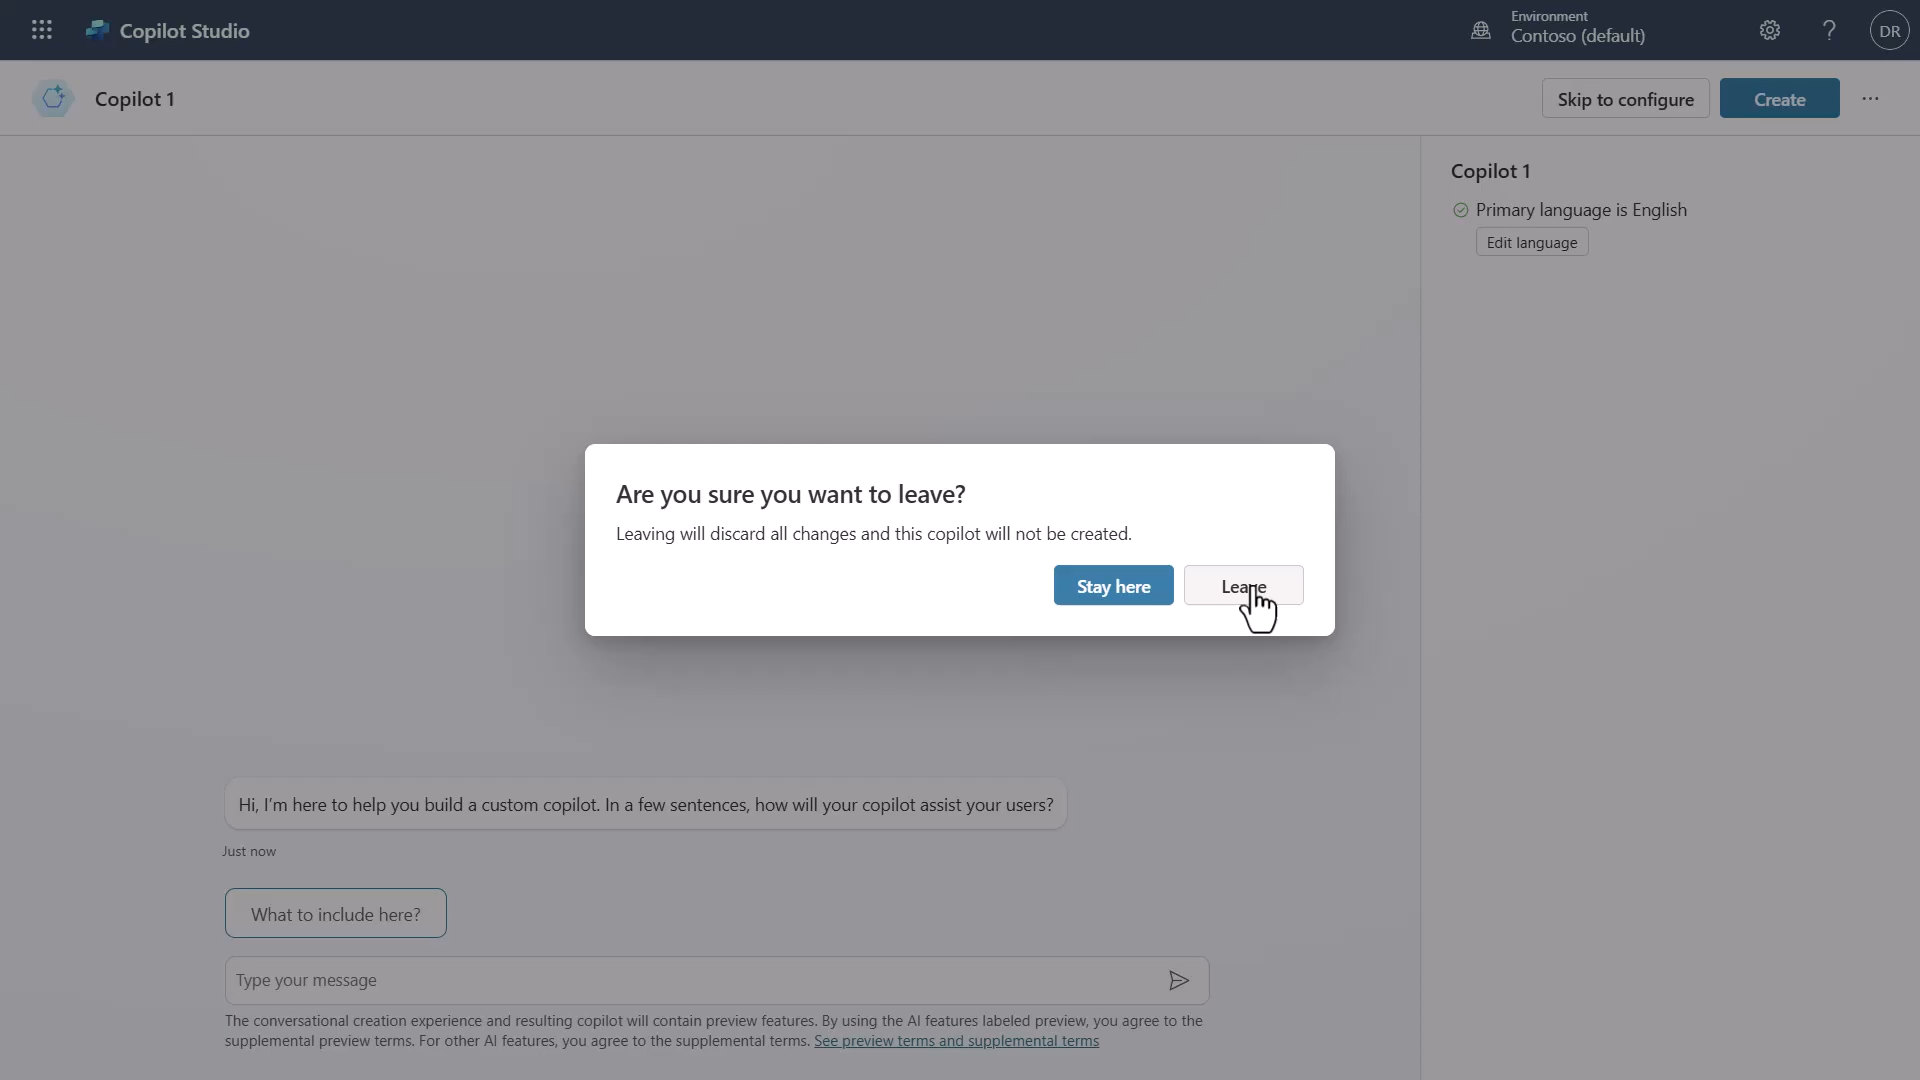 Copilot Studio
Environment
Contoso (default)
?
DR
Copilot 1
Skip to configure
Create
Copilot 1
Primary language is English
Edit language
Are you sure you want to leave?
Leaving will discard all changes and this copilot will not be created.
Stay here
Leave
Hi, I'm here to help you build a custom copilot. In a few sentences, how will your copilot assist your users?
Just now
What to include here?
Type your message
The conversational creation experience and resulting copilot will contain preview features. By using the AI features labeled preview, you agree to the
supplemental preview terms. For other AI features, you agree to the supplemental terms. See preview terms and supplemental terms